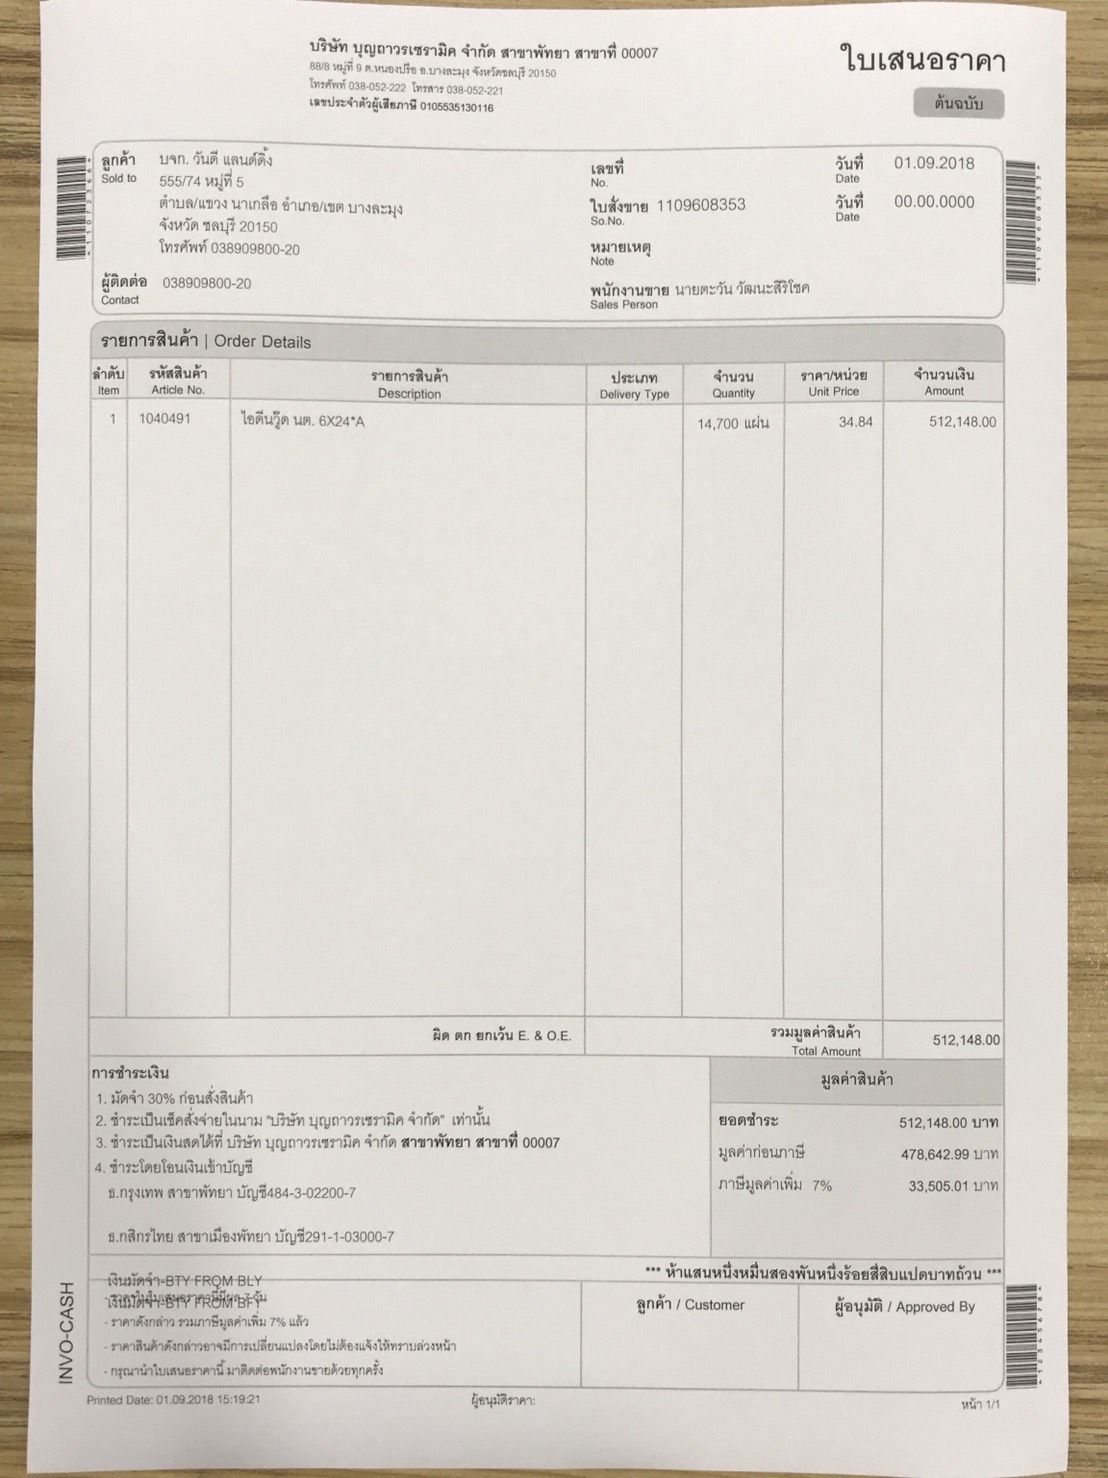 บริษัท บุญถาวรเซรามิค จำกัด สาขาพัทยา สาขาที่ 00007
88/8 หมู่ที่ 9 ต.หนองปรือ อ.บางละมุง จังหวัดชลบุรี 20150
โทรศัพท์ 038-052-222 โทรสาร 038-052-221
เลขประจำตัวผู้เสียภาษี 0105535130116
ใบเสนอราคา
ต้นฉบับ
ลูกค้า บจก. วันดี แลนด์ดิ้ง
Sold to 555/74 หมู่ที่ 5
ตำบล/แขวง นาเกลือ อำเภอ/เขต บางละมุง
จังหวัด ชลบุรี 20150
โทรศัพท์ 038909800-20
ผู้ติดต่อ 038909800-20
Contact
เลขที่
No.
ใบสั่งขาย 1109608353
So.No.
หมายเหตุ
Note
พนักงานขาย นายตะวัน วัฒนะสิริโชค
Sales Person
วันที่ 01.09.2018
Date
วันที่ 00.00.0000
Date
รายการสินค้า | Order Details
ลำดับ รหัสสินค้า รายการสินค้า ประเภท จำนวน ราคา/หน่วย จำนวนเงิน
Item Article No. Description Delivery Type Quantity Unit Price Amount
1 1040491 ไอดีนวู๊ด นต. 6X24*A 14,700 แผ่น 34.84 512,148.00
ผิด ตก ยกเว้น E. & O.E. รวมมูลค่าสินค้า 512,148.00
Total Amount
การชำระเงิน
1. มัดจำ 30% ก่อนสั่งสินค้า
2. ชำระเป็นเช็คสั่งจ่ายในนาม "บริษัท บุญถาวรเซรามิค จำกัด" เท่านั้น
3. ชำระเป็นเงินสดได้ที่ บริษัท บุญถาวรเซรามิค จำกัด สาขาพัทยา สาขาที่ 00007
4. ชำระโดยโอนเงินเข้าบัญชี
ธ.กรุงเทพ สาขาพัทยา บัญชี484-3-02200-7
ธ.กสิกรไทย สาขาเมืองพัทยา บัญชี291-1-03000-7
มูลค่าสินค้า
ยอดชำระ 512,148.00 บาท
มูลค่าก่อนภาษี 478,642.99 บาท
ภาษีมูลค่าเพิ่ม 7% 33,505.01 บาท
*** ห้าแสนหนึ่งหมื่นสองพันหนึ่งร้อยสี่สิบแปดบาทถ้วน ***
เงินมัดจำ-BTY FROM BLY
- ราคาดังกล่าว รวมภาษีมูลค่าเพิ่ม 7% แล้ว
- ราคาสินค้าดังกล่าวอาจมีการเปลี่ยนแปลงโดยไม่ต้องแจ้งให้ทราบล่วงหน้า
- กรุณานำใบเสนอราคานี้ มาติดต่อพนักงานขายด้วยทุกครั้ง
ลูกค้า / Customer
ผู้อนุมัติ / Approved By
INVO-CASH
Printed Date: 01.09.2018 15:19:21 ผู้อนุมัติราคา: หน้า 1/1